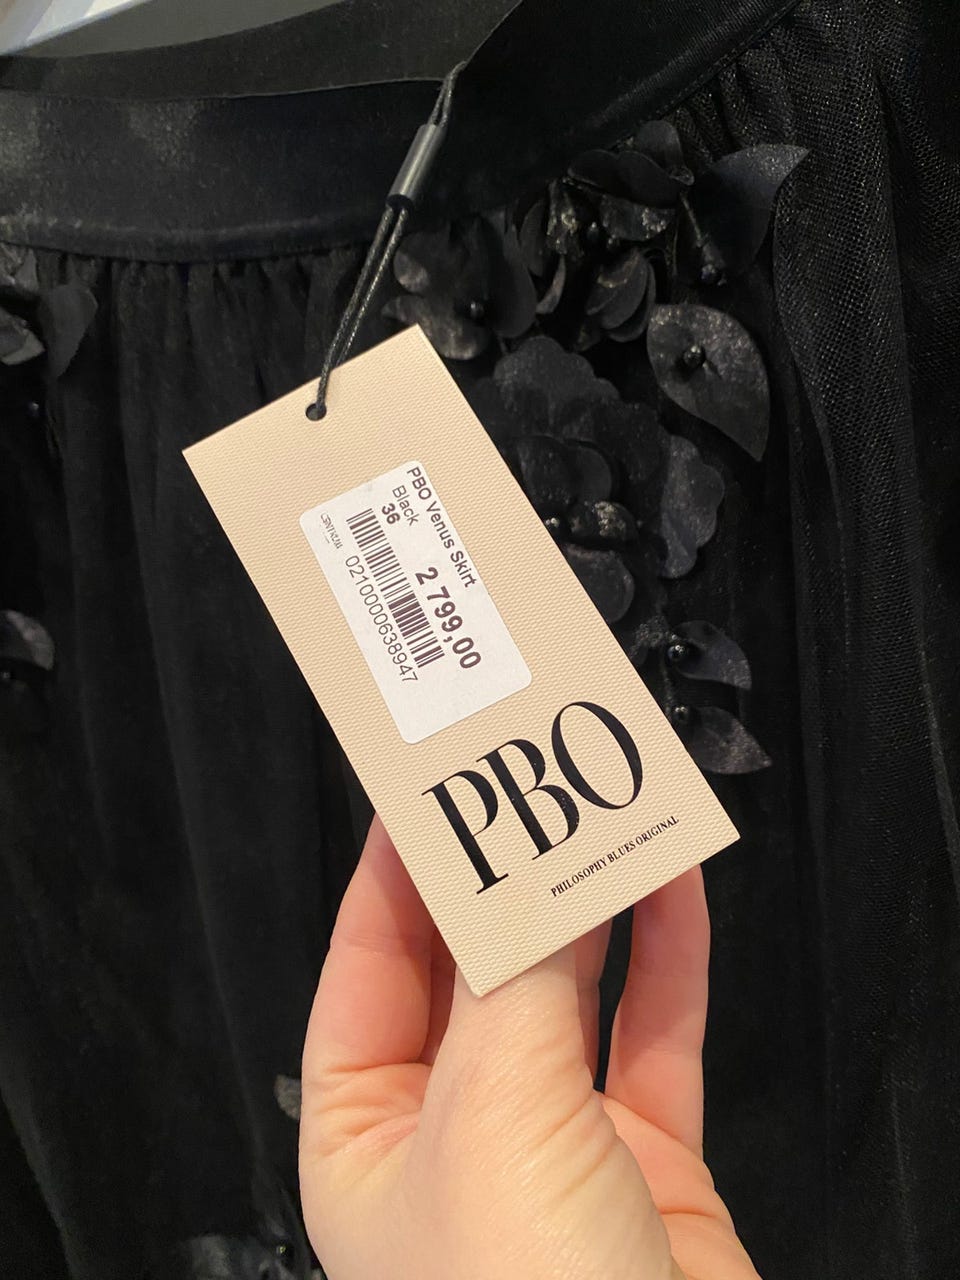 PBO Venus Skirt
Black
36
2 799,00
0210000638947
PBO
PHILOSOPHY BLUES ORIGINAL